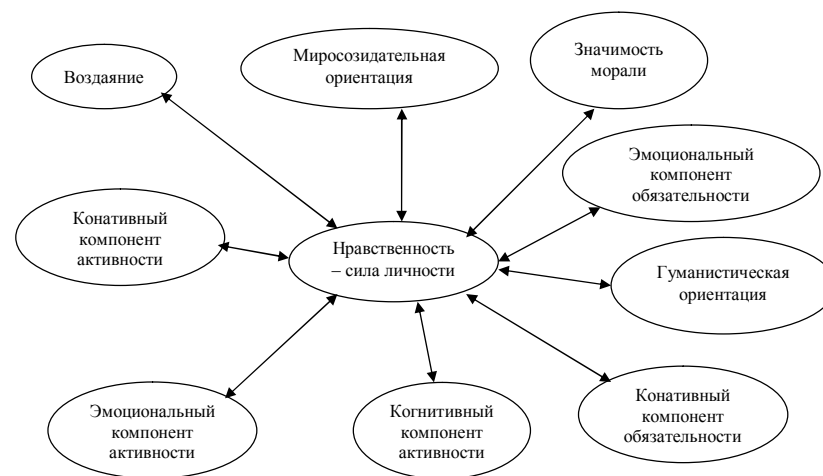 Воздаяние
Миросозидательная
ориентация
Значимость
морали
Эмоциональный
компонент
обязательности
Конативный
компонент
активности
Нравственность
– сила личности
Гуманистическая
ориентация
Эмоциональный
компонент
активности
Когнитивный
компонент
активности
Конативный
компонент
обязательности